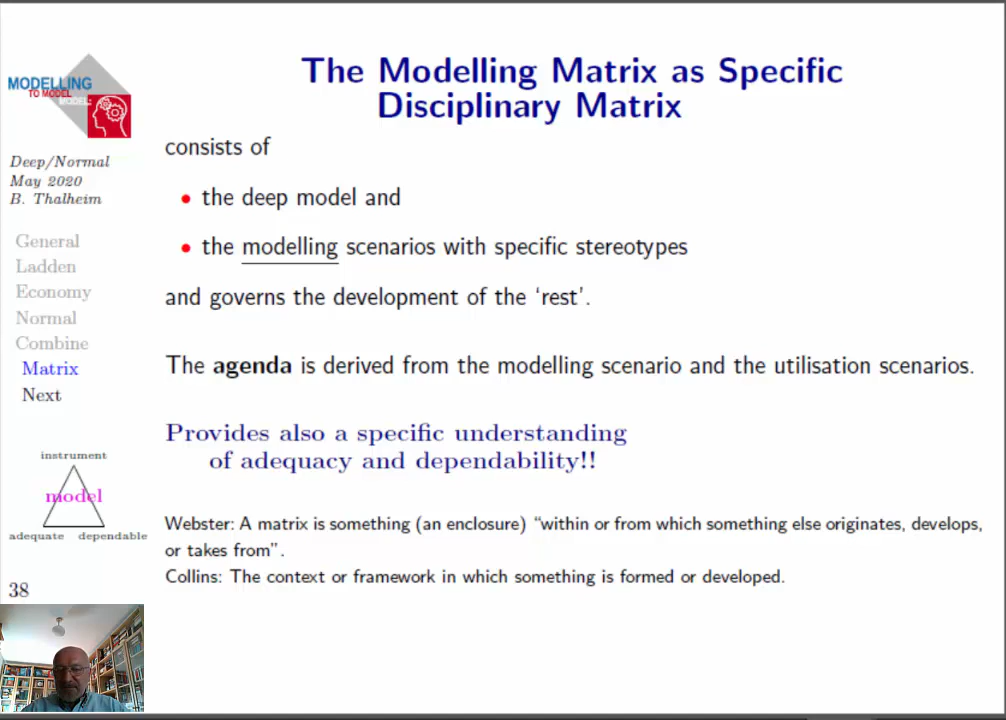 The Modelling Matrix as Specific
Disciplinary Matrix
MODELLING
TO MODEL
MODEL:
Deep/Normal
May 2020
B. Thalheim
General
Ladden
Economy
Normal
Combine
Matrix
Next
instrument
model
adequate dependable
38
consists of
• the deep model and
• the modelling scenarios with specific stereotypes
and governs the development of the ‘rest’.
The agenda is derived from the modelling scenario and the utilisation scenarios.
Provides also a specific understanding
of adequacy and dependability!!
Webster: A matrix is something (an enclosure) “within or from which something else originates, develops,
or takes from”.
Collins: The context or framework in which something is formed or developed.